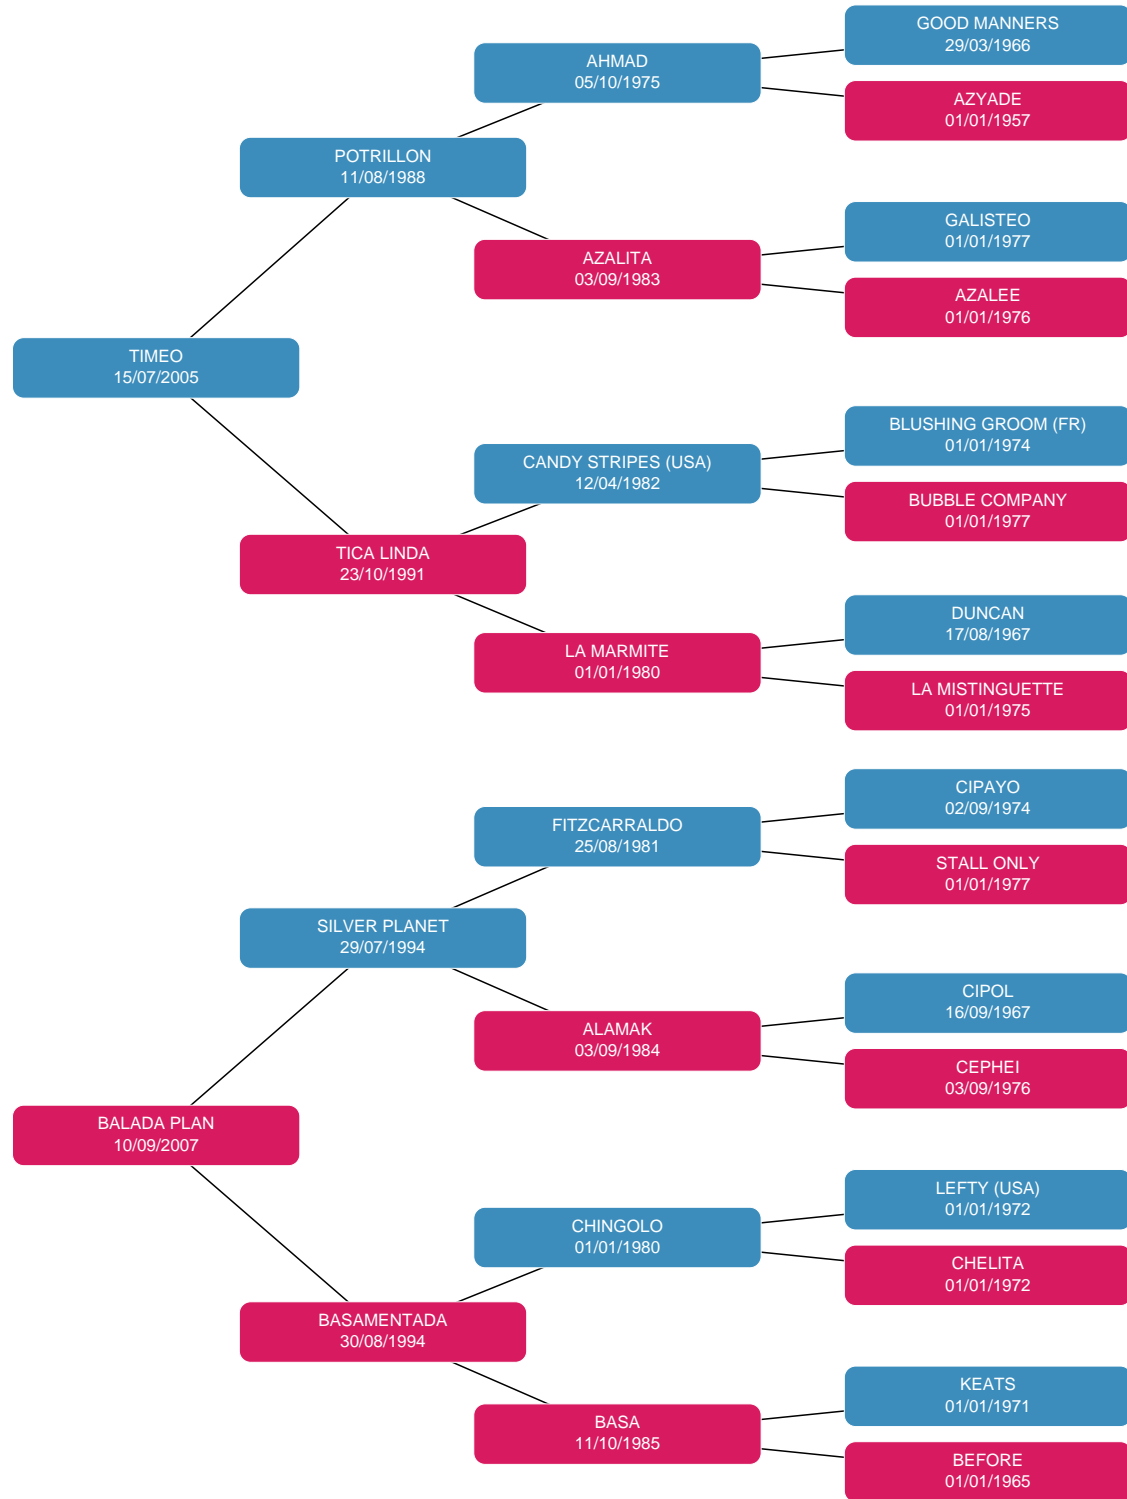 GOOD MANNERS
29/03/1966
AHMAD
05/10/1975
AZYADE
01/01/1957
POTRILLON
11/08/1988
GALISTEO
01/01/1977
AZALITA
03/09/1983
AZALEE
01/01/1976
TIMEO
15/07/2005
BLUSHING GROOM (FR)
01/01/1974
CANDY STRIPES (USA)
12/04/1982
BUBBLE COMPANY
01/01/1977
TICA LINDA
23/10/1991
DUNCAN
17/08/1967
LA MARMITE
01/01/1980
LA MISTINGUETTE
01/01/1975
CIPAYO
02/09/1974
FITZCARRALDO
25/08/1981
STALL ONLY
01/01/1977
SILVER PLANET
29/07/1994
CIPOL
16/09/1967
ALAMAK
03/09/1984
CEPHEI
03/09/1976
BALADA PLAN
10/09/2007
LEFTY (USA)
01/01/1972
CHINGOLO
01/01/1980
CHELITA
01/01/1972
BASAMENTADA
30/08/1994
KEATS
01/01/1971
BASA
11/10/1985
BEFORE
01/01/1965